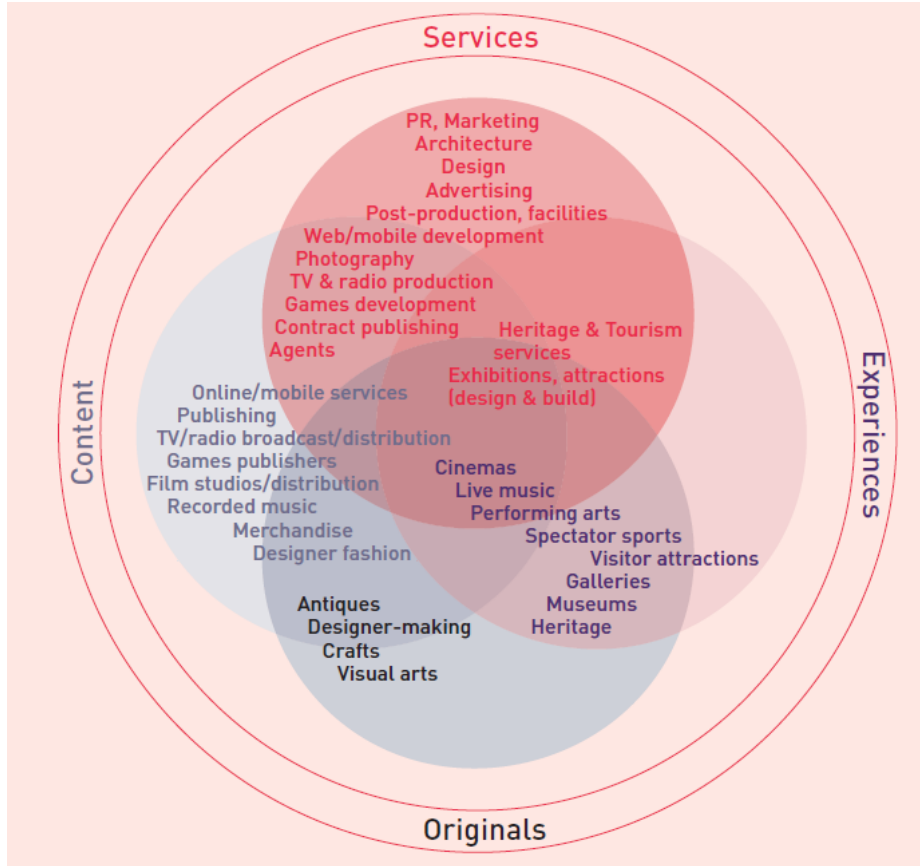 Services
PR, Marketing
Architecture
Design
Advertising
Post-production, facilities
Web/mobile development
Photography
TV & radio production
Games development
Contract publishing
Agents
Heritage & Tourism
services
Exhibitions, attractions
(design & build)
Content
Online/mobile services
Publishing
TV/radio broadcast/distribution
Games publishers
Film studios/distribution
Recorded music
Merchandise
Designer fashion
Experiences
Cinemas
Live music
Performing arts
Spectator sports
Visitor attractions
Galleries
Museums
Heritage
Antiques
Designer-making
Crafts
Visual arts
Originals